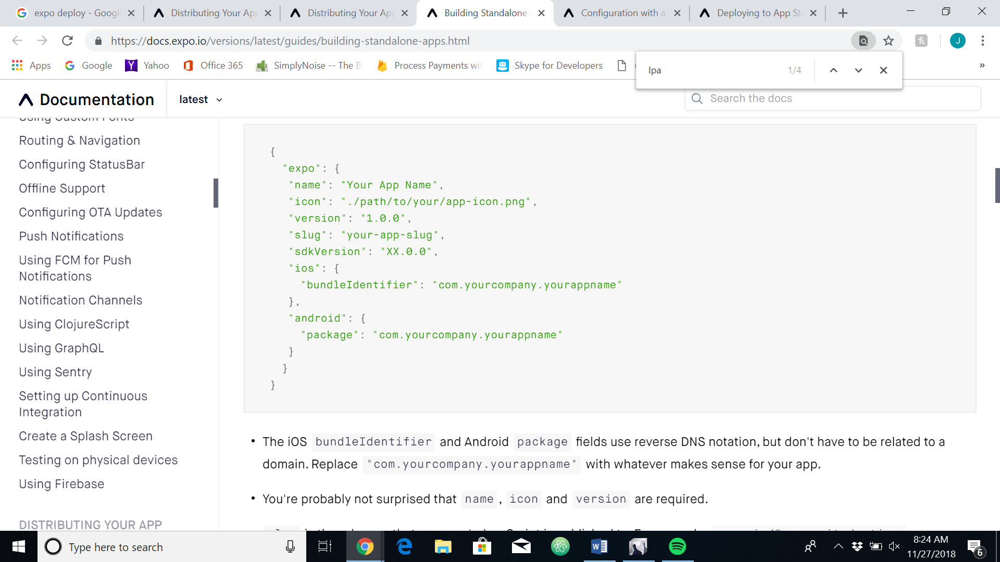 expo deploy - Googl
Distributing Your Ap
Distributing Your App
Building Standalone
Configuration with a
Deploying to App St
https://docs.expo.io/versions/latest/guides/building-standalone-apps.html
J
Apps
Google
Yahoo
Office 365
SimplyNoise -- The B
Process Payments wit
Skype for Developers
»
Ipa 1/4
Documentation
latest
Search the docs
Using Custom Fonts
Routing & Navigation
Configuring StatusBar
Offline Support
Configuring OTA Updates
Push Notifications
Using FCM for Push
Notifications
Notification Channels
Using ClojureScript
Using GraphQL
Using Sentry
Setting up Continuous
Integration
Create a Splash Screen
Testing on physical devices
Using Firebase
DISTRIBUTING YOUR APP
{
"expo": {
"name": "Your App Name",
"icon": "./path/to/your/app-icon.png",
"version": "1.0.0",
"slug": "your-app-slug",
"sdkVersion": "XX.0.0",
"ios": {
"bundleIdentifier": "com.yourcompany.yourappname"
},
"android": {
"package": "com.yourcompany.yourappname"
}
}
}
• The iOS bundleIdentifier and Android package fields use reverse DNS notation, but don't have to be related to a
domain. Replace "com.yourcompany.yourappname" with whatever makes sense for your app.
• You're probably not surprised that name , icon and version are required.
Type here to search
8:24 AM
11/27/2018
6